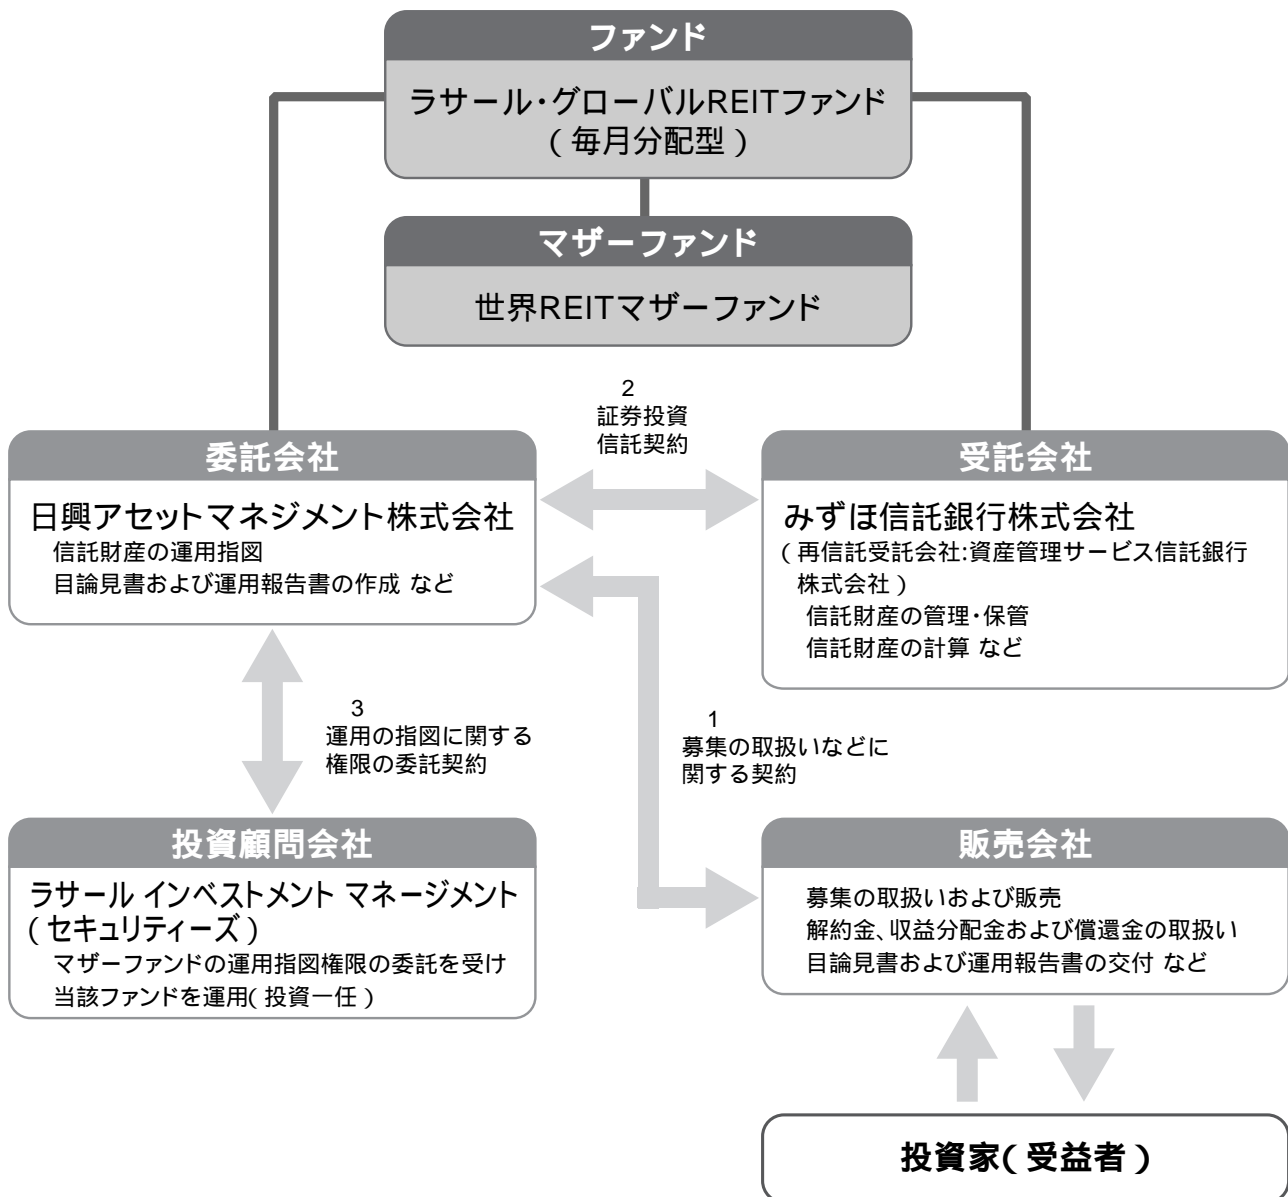 ファンド
ラサール・グローバルREITファンド
（毎月分配型）
マザーファンド
世界REITマザーファンド
2
証券投資
信託契約
委託会社
日興アセットマネジメント株式会社
信託財産の運用指図
目論見書および運用報告書の作成 など
受託会社
みずほ信託銀行株式会社
（再信託受託会社:資産管理サービス信託銀行
株式会社）
信託財産の管理・保管
信託財産の計算 など
3
運用の指図に関する
権限の委託契約
1
募集の取扱いなどに
関する契約
投資顧問会社
ラサール インベストメント マネージメント
（セキュリティーズ）
マザーファンドの運用指図権限の委託を受け
当該ファンドを運用（投資一任）
販売会社
募集の取扱いおよび販売
解約金、収益分配金および償還金の取扱い
目論見書および運用報告書の交付 など
投資家（受益者）